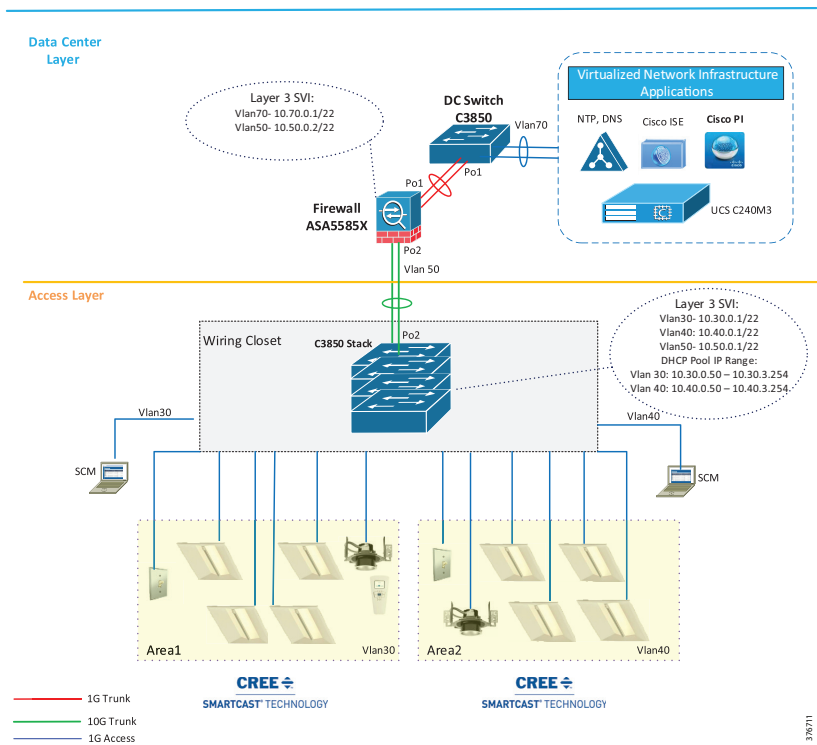 Data Center
Layer
Layer 3 SVI:
Vlan70- 10.70.0.1/22
Vlan50- 10.50.0.2/22
DC Switch
C3850
Vlan70
Virtualized Network Infrastructure
Applications
NTP, DNS
Cisco ISE
Cisco PI
UCS C240M3
Po1
Po1
Firewall
ASA5585X
Po2
Vlan 50
Access Layer
Layer 3 SVI:
Vlan30- 10.30.0.1/22
Vlan40: 10.40.0.1/22
Vlan50- 10.50.0.1/22
DHCP Pool IP Range:
Vlan 30: 10.30.0.50 – 10.30.3.254
Vlan 40: 10.40.0.50 – 10.40.3.254
Wiring Closet
C3850 Stack
Po2
Vlan30
Vlan40
SCM
SCM
Area1
Vlan30
Area2
Vlan40
CREE
SMARTCAST® TECHNOLOGY
CREE
SMARTCAST® TECHNOLOGY
1G Trunk
10G Trunk
1G Access
376711